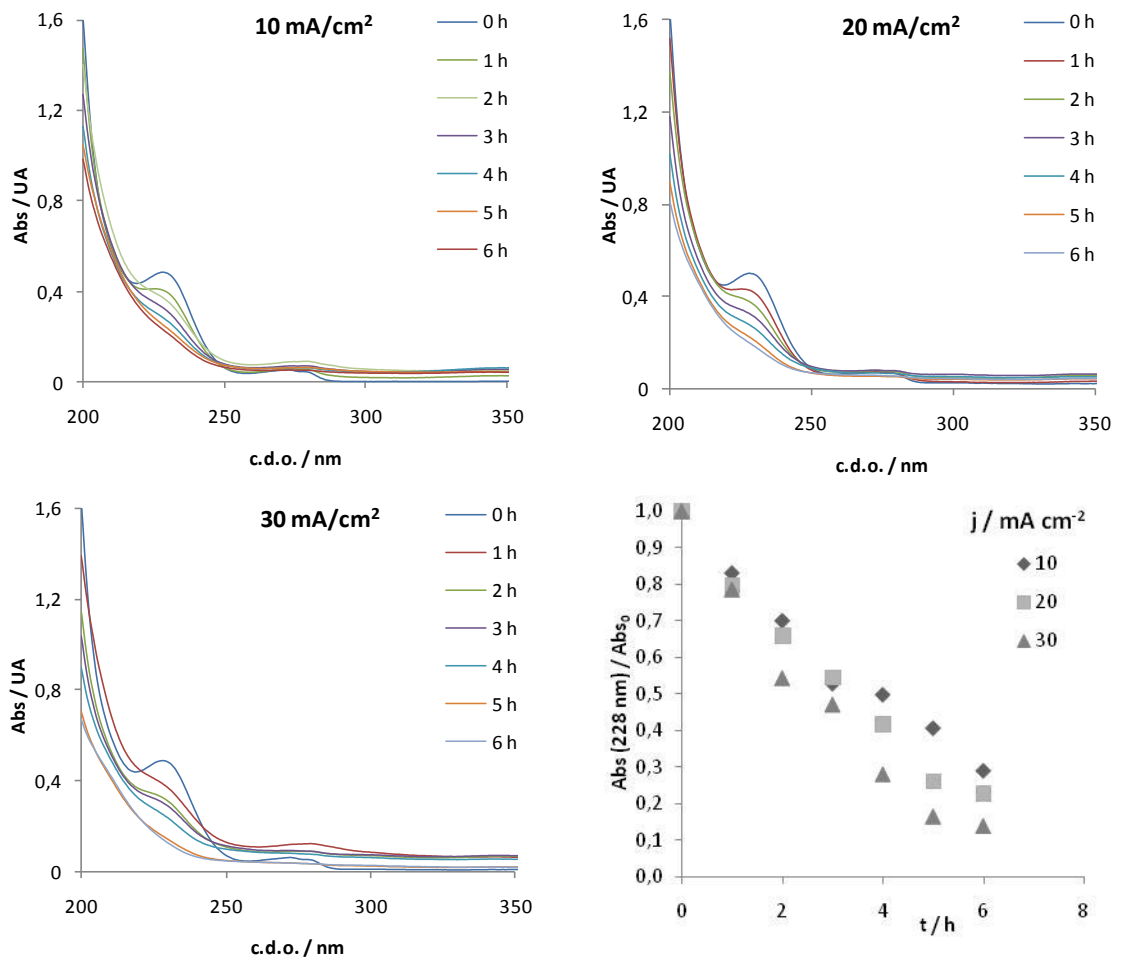 10 mA/cm²
1,6
1,2
0,8
0,4
0
200
250
300
350
Abs / UA
c.d.o. / nm
0 h
1 h
2 h
3 h
4 h
5 h
6 h
20 mA/cm²
1,6
1,2
0,8
0,4
0
200
250
300
350
Abs / UA
c.d.o. / nm
0 h
1 h
2 h
3 h
4 h
5 h
6 h
30 mA/cm²
1,6
1,2
0,8
0,4
0
200
250
300
350
Abs / UA
c.d.o. / nm
0 h
1 h
2 h
3 h
4 h
5 h
6 h
j / mA cm⁻²
10
20
30
1,0
0,9
0,8
0,7
0,6
0,5
0,4
0,3
0,2
0,1
0,0
0
2
4
6
8
Abs (228 nm) / Abs₀
t / h